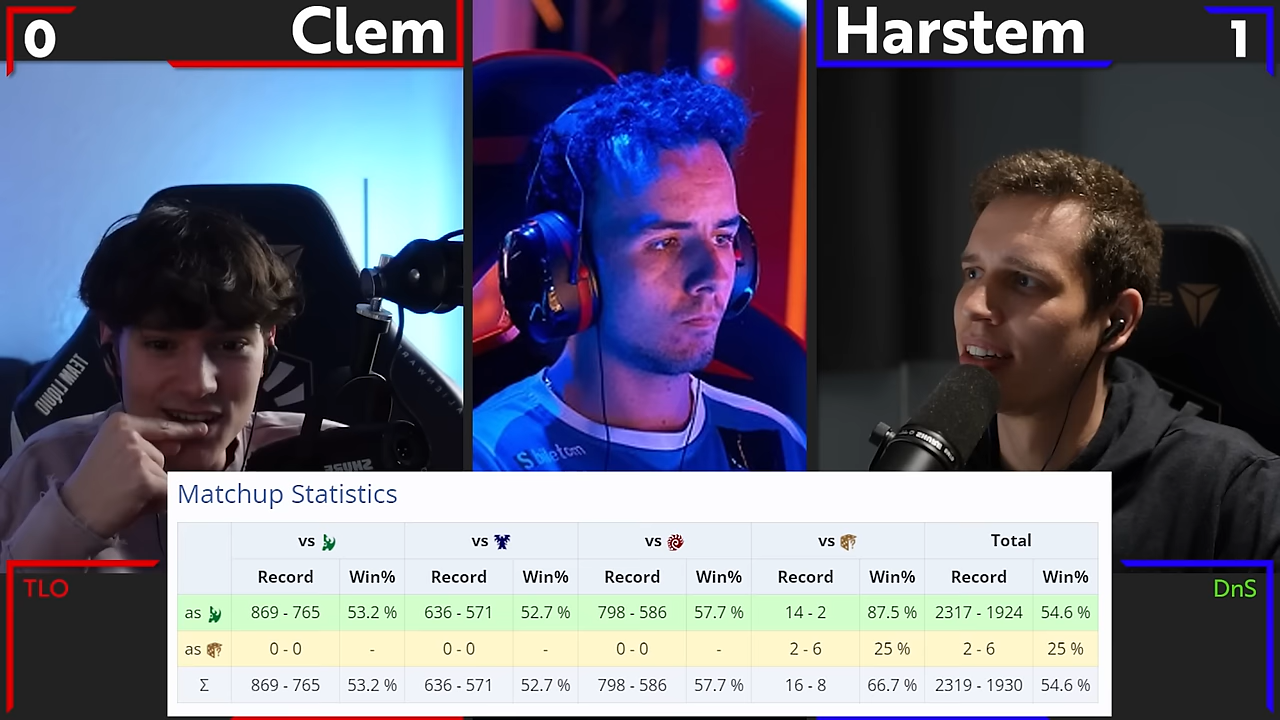 0 Clem Harstem 1
TEAM LIQUID
SHURE
Matchup Statistics
vs vs vs vs Total
Record Win% Record Win% Record Win% Record Win% Record Win%
as 869 - 765 53.2 % 636 - 571 52.7 % 798 - 586 57.7 % 14 - 2 87.5 % 2317 - 1924 54.6 %
as 0 - 0 - 0 - 0 - 0 - 0 - 2 - 6 25 % 2 - 6 25 %
Σ 869 - 765 53.2 % 636 - 571 52.7 % 798 - 586 57.7 % 16 - 8 66.7 % 2319 - 1930 54.6 %
TLO DnS